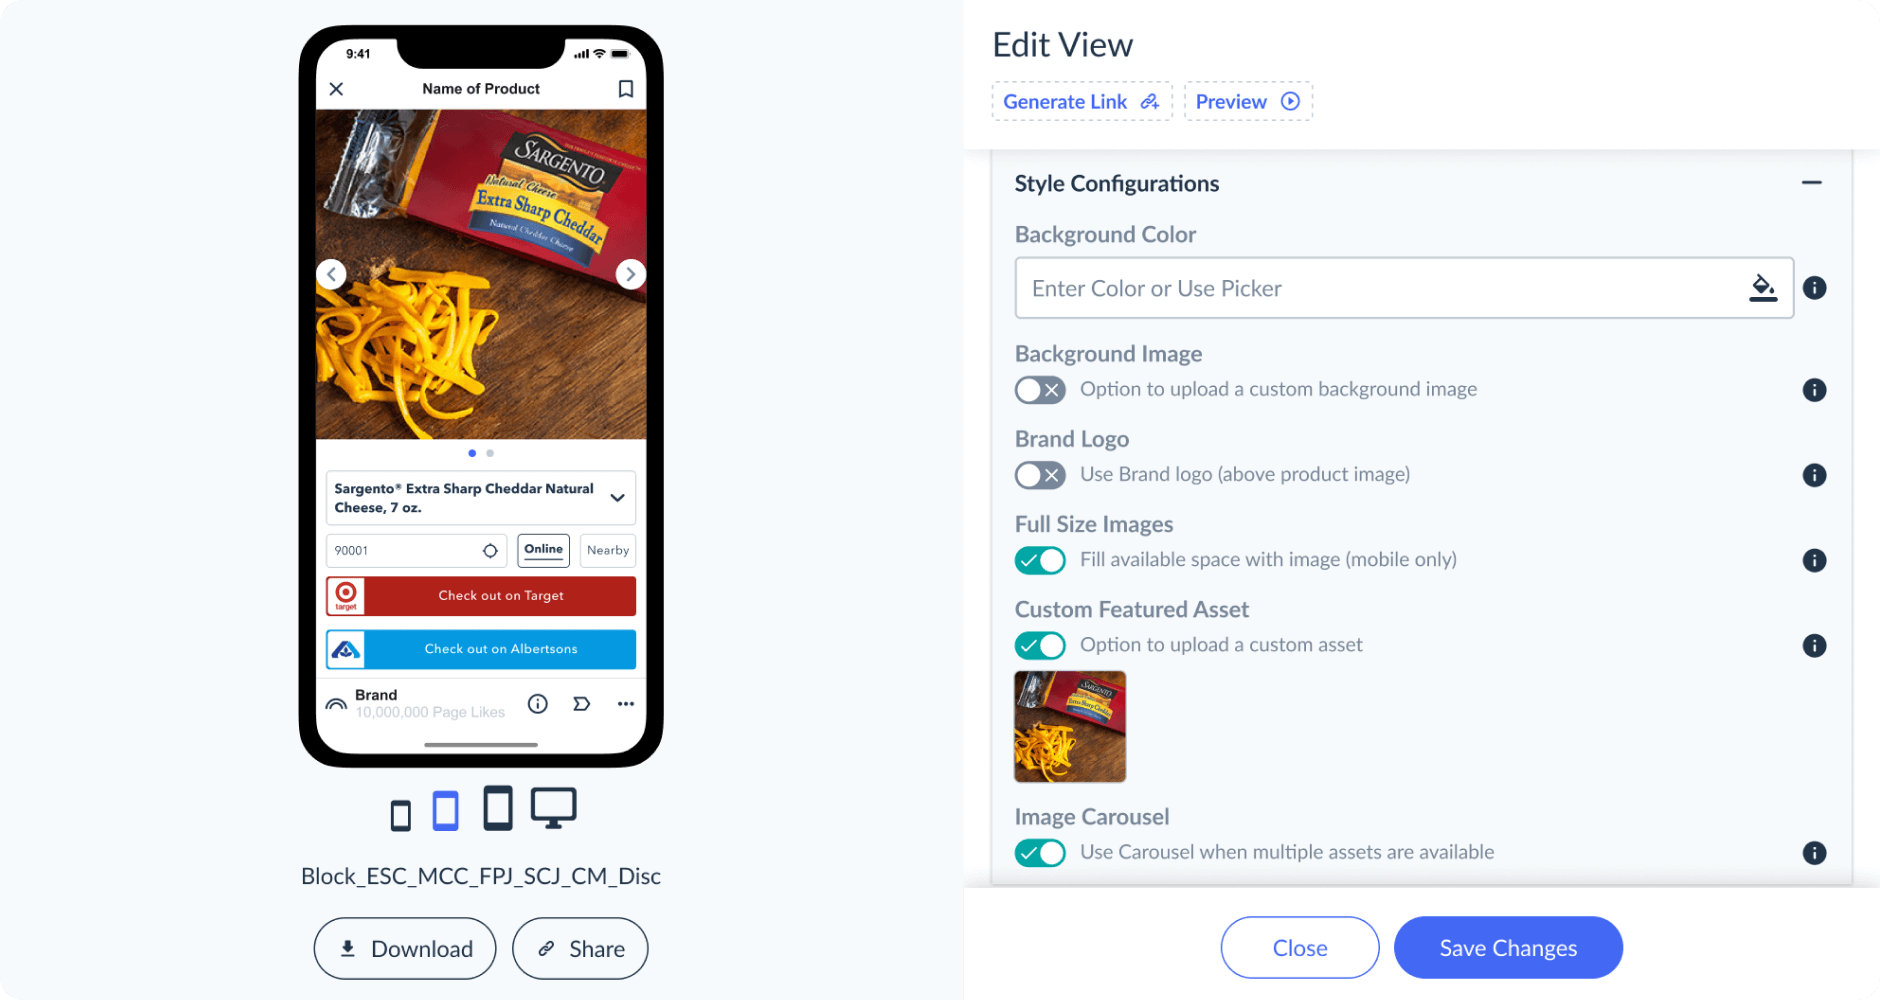 9:41
Name of Product
SARGENTO
Natural Cheese
Extra Sharp Cheddar
Natural Cheddar Cheese
Sargento® Extra Sharp Cheddar Natural
Cheese, 7 oz.
90001
Online
Nearby
target
Check out on Target
Check out on Albertsons
Brand
10,000,000 Page Likes
Block_ESC_MCC_FPJ_SCJ_CM_Disc
Download
Share
Edit View
Generate Link
Preview
Style Configurations
Background Color
Enter Color or Use Picker
Background Image
Option to upload a custom background image
Brand Logo
Use Brand logo (above product image)
Full Size Images
Fill available space with image (mobile only)
Custom Featured Asset
Option to upload a custom asset
SARGENTO
Extra Sharp Cheddar
Image Carousel
Use Carousel when multiple assets are available
Close
Save Changes